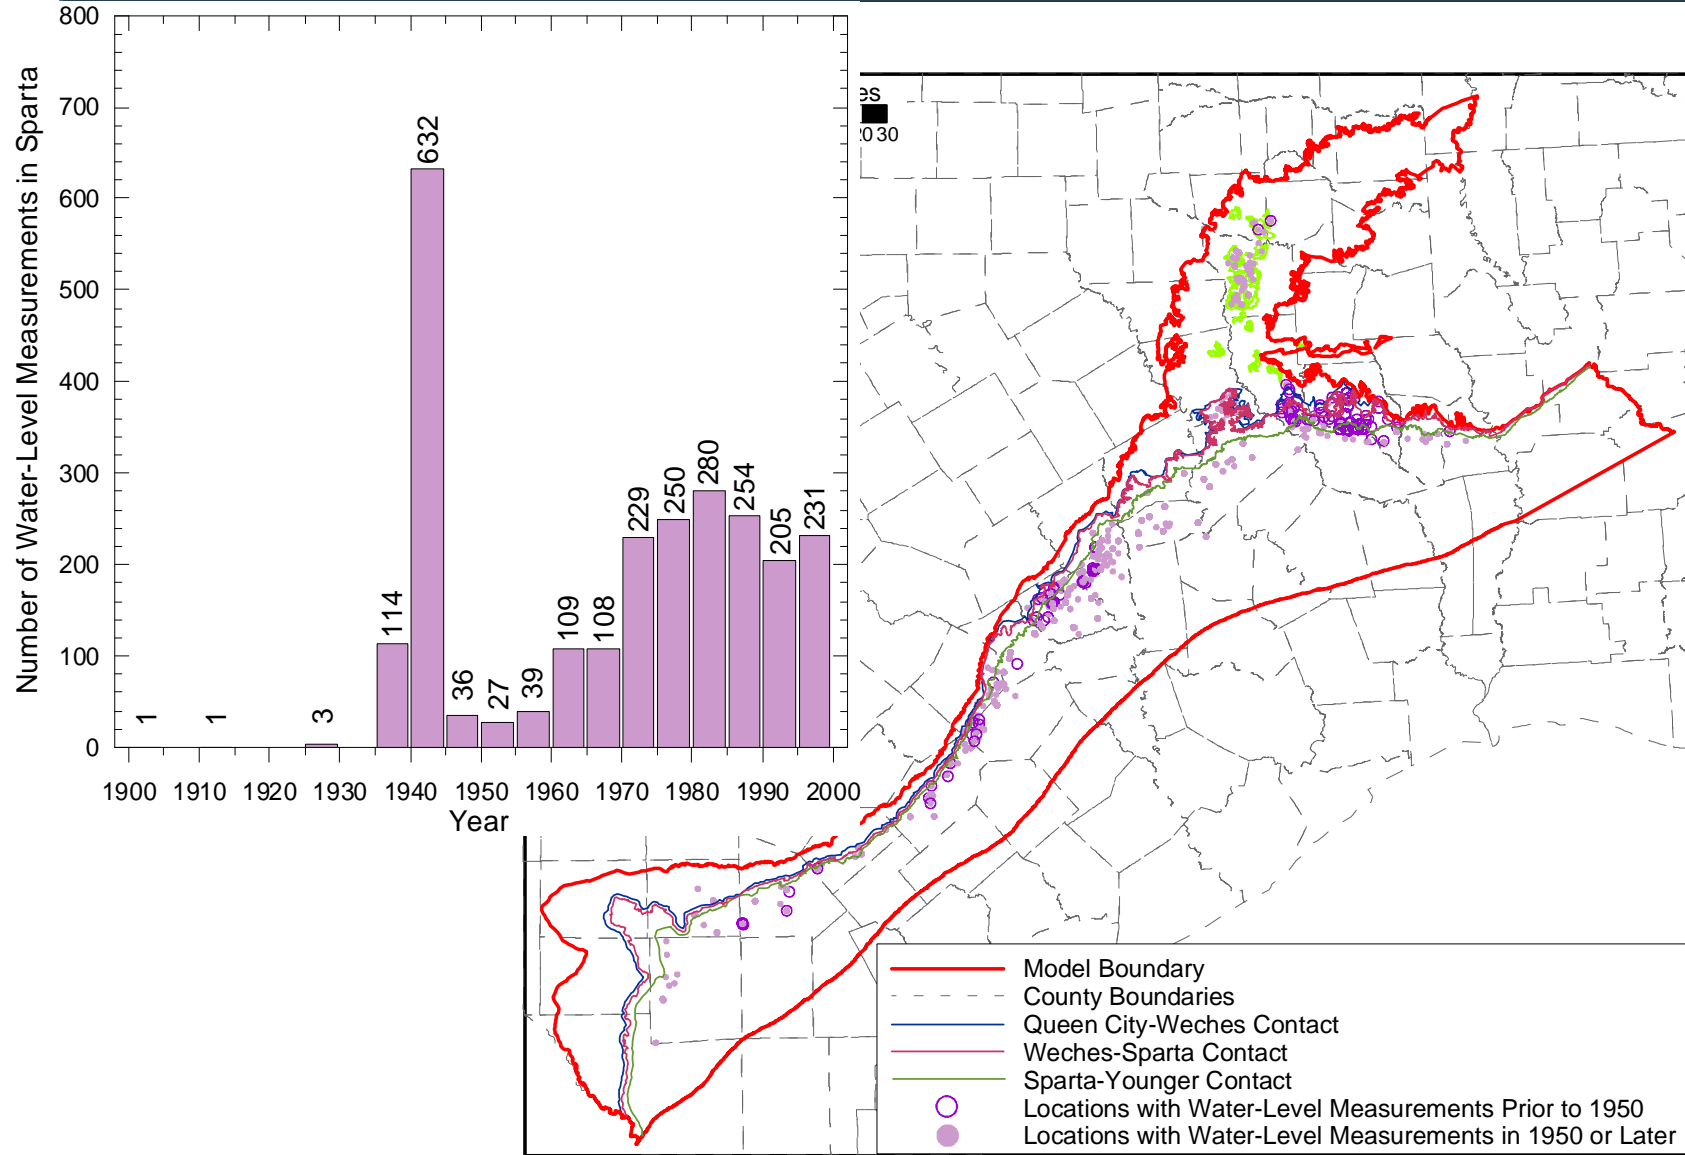 800
700
600
500
400
300
200
100
0
Number of Water-Level Measurements in Sparta
1
1
3
114
632
36
27
39
109
108
229
250
280
254
205
231
1900 1910 1920 1930 1940 1950 1960 1970 1980 1990 2000
Year
es
20 30
Model Boundary
County Boundaries
Queen City-Weches Contact
Weches-Sparta Contact
Sparta-Younger Contact
Locations with Water-Level Measurements Prior to 1950
Locations with Water-Level Measurements in 1950 or Later